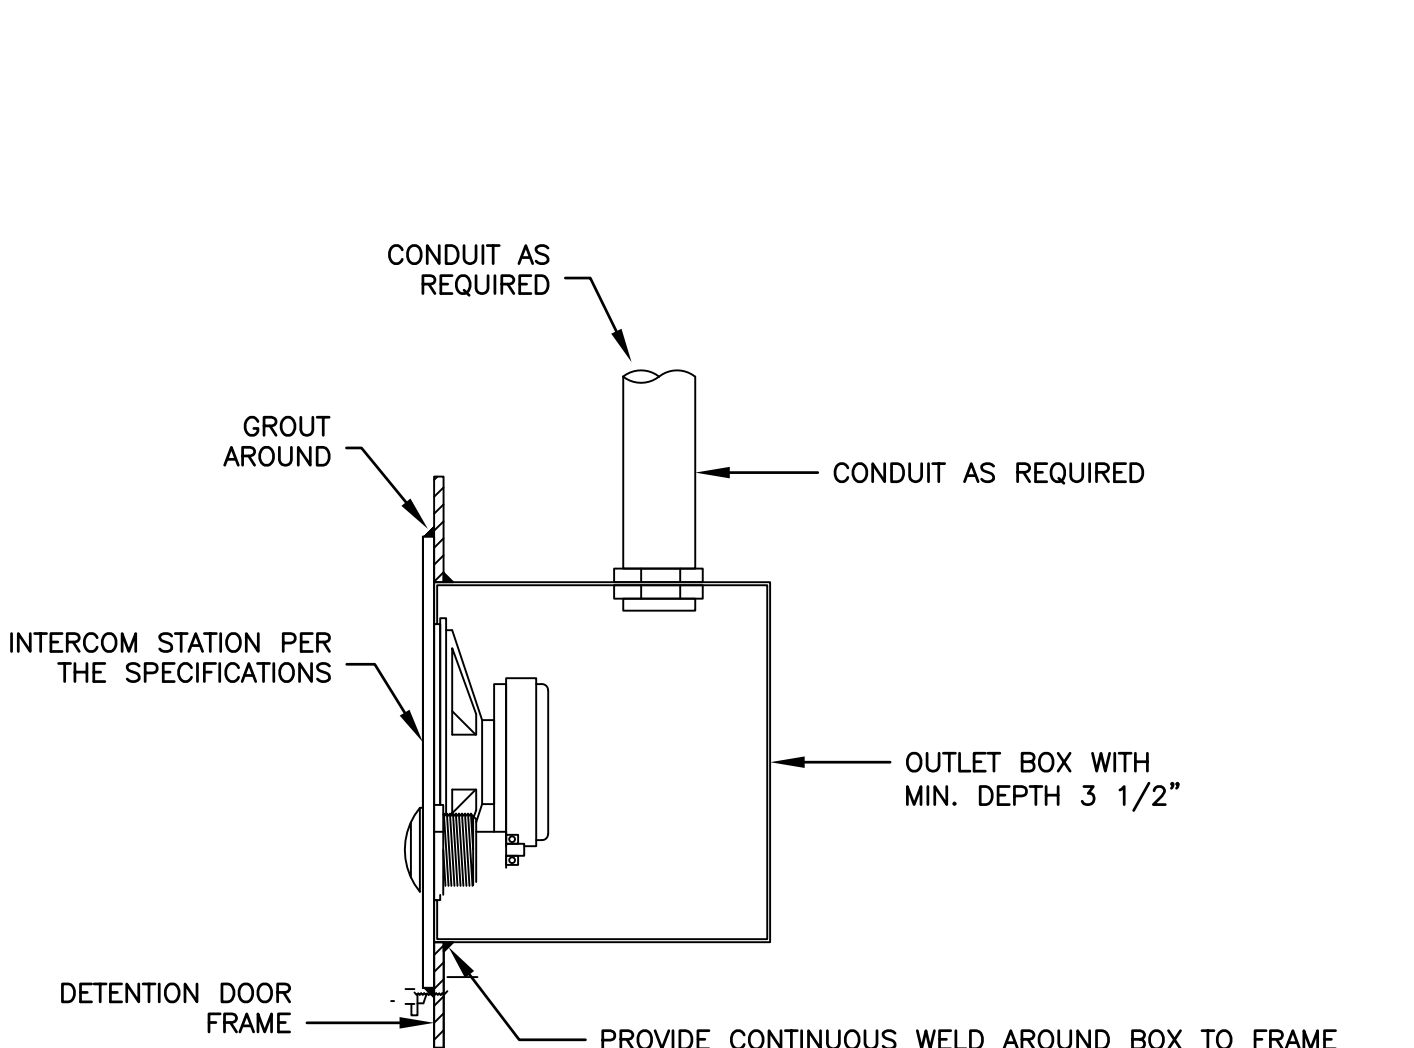 CONDUIT AS
REQUIRED
GROUT
AROUND
CONDUIT AS REQUIRED
INTERCOM STATION PER
THE SPECIFICATIONS
OUTLET BOX WITH
MIN. DEPTH 3 1/2”
DETENTION DOOR
FRAME
PROVIDE CONTINUOUS WELD AROUND BOX TO FRAME